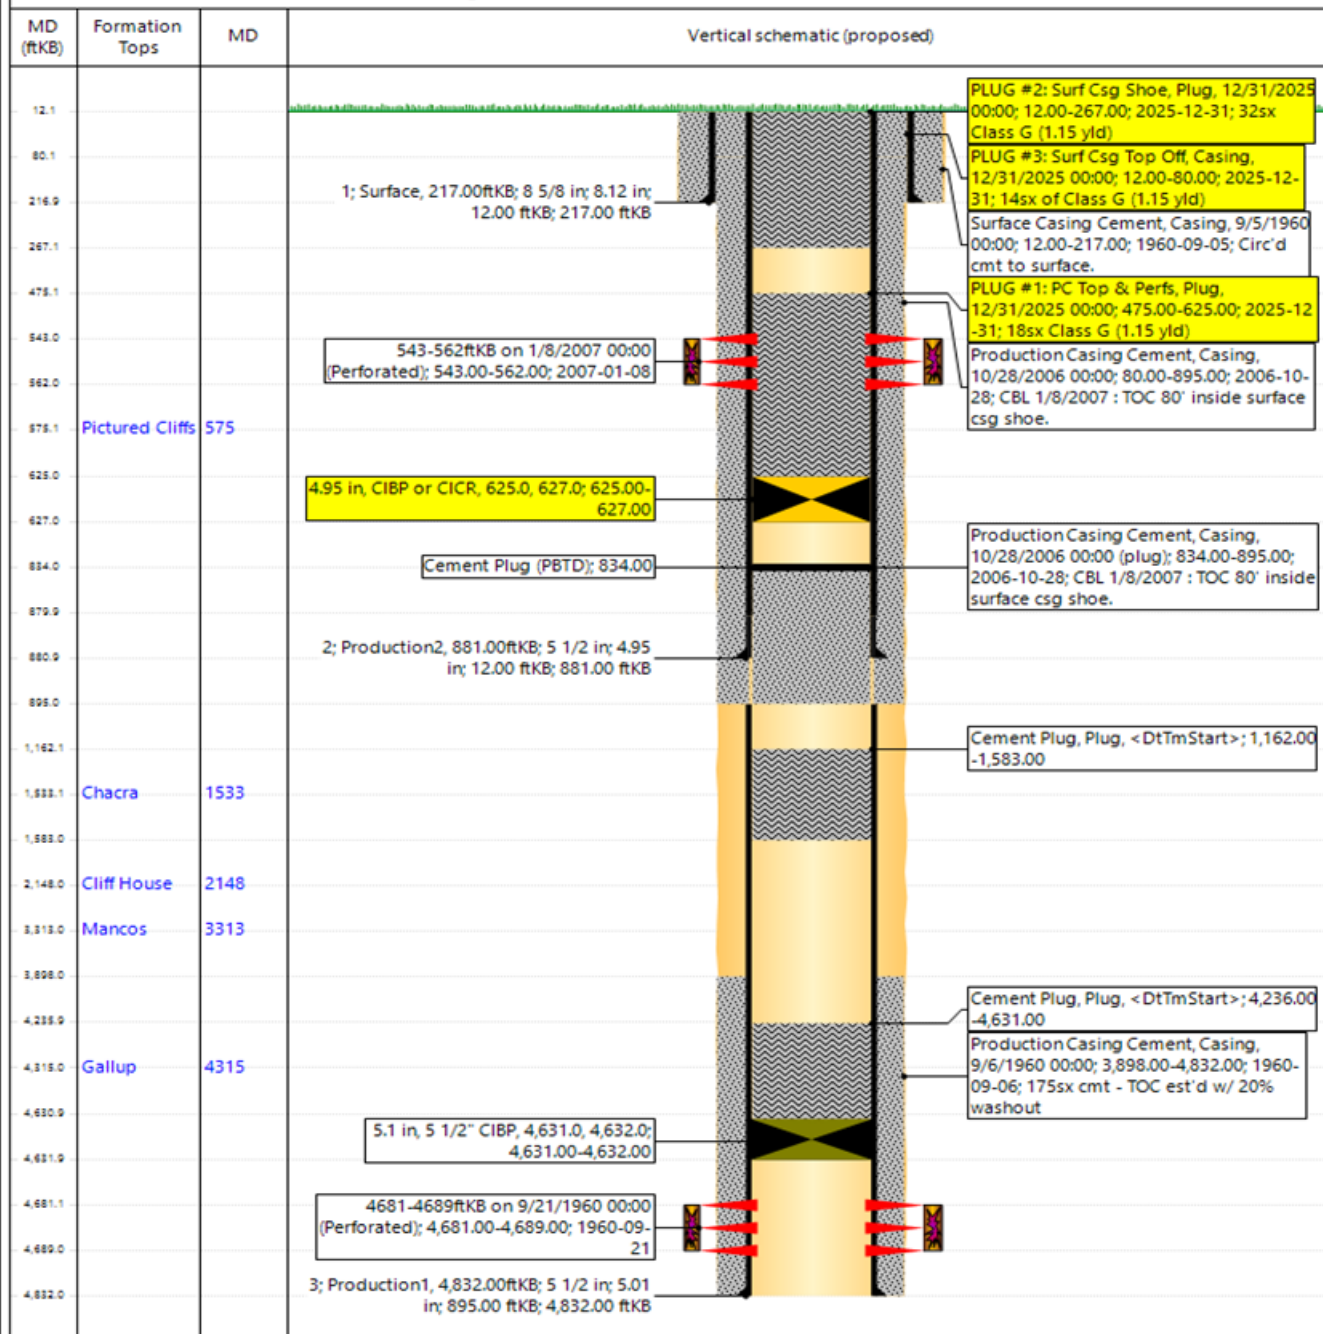 MD
(ftKB)
Formation
Tops
MD
Vertical schematic (proposed)
12.1
80.1
216.9
267.1
475.1
543.0
562.0
575.1
625.0
627.0
834.0
879.9
880.9
895.0
1,162.1
1,533.1
1,583.0
2,148.0
3,313.0
3,898.0
4,235.9
4,315.0
4,630.9
4,631.9
4,681.1
4,689.0
4,832.0
Pictured Cliffs 575
Chacra 1533
Cliff House 2148
Mancos 3313
Gallup 4315
1; Surface, 217.00ftKB; 8 5/8 in; 8.12 in;
12.00 ftKB; 217.00 ftKB
543-562ftKB on 1/8/2007 00:00
(Perforated); 543.00-562.00; 2007-01-08
4.95 in, CIBP or CICR, 625.0, 627.0; 625.00-
627.00
Cement Plug (PBTD); 834.00
2; Production2, 881.00ftKB; 5 1/2 in; 4.95
in; 12.00 ftKB; 881.00 ftKB
5.1 in, 5 1/2" CIBP, 4,631.0, 4,632.0;
4,631.00-4,632.00
4681-4689ftKB on 9/21/1960 00:00
(Perforated); 4,681.00-4,689.00; 1960-09-
21
3; Production1, 4,832.00ftKB; 5 1/2 in; 5.01
in; 895.00 ftKB; 4,832.00 ftKB
PLUG #2: Surf Csg Shoe, Plug, 12/31/2025
00:00; 12.00-267.00; 2025-12-31; 32sx
Class G (1.15 yld)
PLUG #3: Surf Csg Top Off, Casing,
12/31/2025 00:00; 12.00-80.00; 2025-12-
31; 14sx of Class G (1.15 yld)
Surface Casing Cement, Casing, 9/5/1960
00:00; 12.00-217.00; 1960-09-05; Circ'd
cmt to surface.
PLUG #1: PC Top & Perfs, Plug,
12/31/2025 00:00; 475.00-625.00; 2025-12
-31; 18sx Class G (1.15 yld)
Production Casing Cement, Casing,
10/28/2006 00:00; 80.00-895.00; 2006-10-
28; CBL 1/8/2007 : TOC 80' inside surface
csg shoe.
Production Casing Cement, Casing,
10/28/2006 00:00 (plug); 834.00-895.00;
2006-10-28; CBL 1/8/2007 : TOC 80' inside
surface csg shoe.
Cement Plug, Plug, <DtTmStart>; 1,162.00
-1,583.00
Cement Plug, Plug, <DtTmStart>; 4,236.00
-4,631.00
Production Casing Cement, Casing,
9/6/1960 00:00; 3,898.00-4,832.00; 1960-
09-06; 175sx cmt - TOC est'd w/ 20%
washout